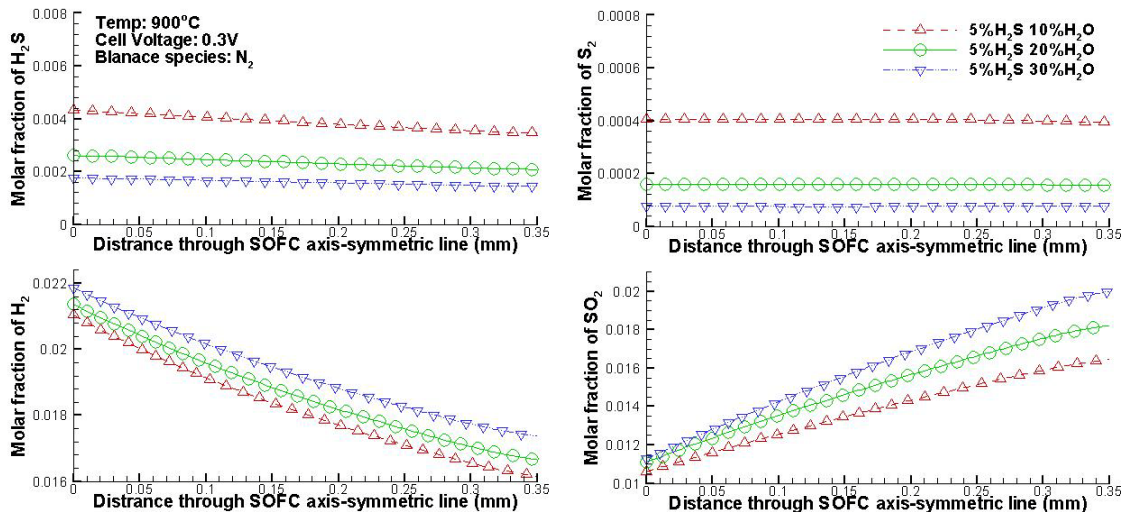 Temp: 900°C
Cell Voltage: 0.3V
Blanace species: N₂
Molar fraction of H₂S
0.008
0.006
0.004
0.002
0
0 0.05 0.1 0.15 0.2 0.25 0.3 0.35
Distrance through SOFC axis-symmetric line (mm)
5%H₂S 10%H₂O
5%H₂S 20%H₂O
5%H₂S 30%H₂O
Molar fraction of S₂
0.0008
0.0006
0.0004
0.0002
0
0 0.05 0.1 0.15 0.2 0.25 0.3 0.35
Distance through SOFC axis-symmetric line (mm)
Molar fraction of H₂
0.022
0.02
0.018
0.016
0 0.05 0.1 0.15 0.2 0.25 0.3 0.35
Distance through SOFC axis-symmetric line (mm)
Molar fraction of SO₂
0.02
0.018
0.016
0.014
0.012
0.01
0 0.05 0.1 0.15 0.2 0.25 0.3 0.35
Distance through SOFC axis-symmetric line (mm)